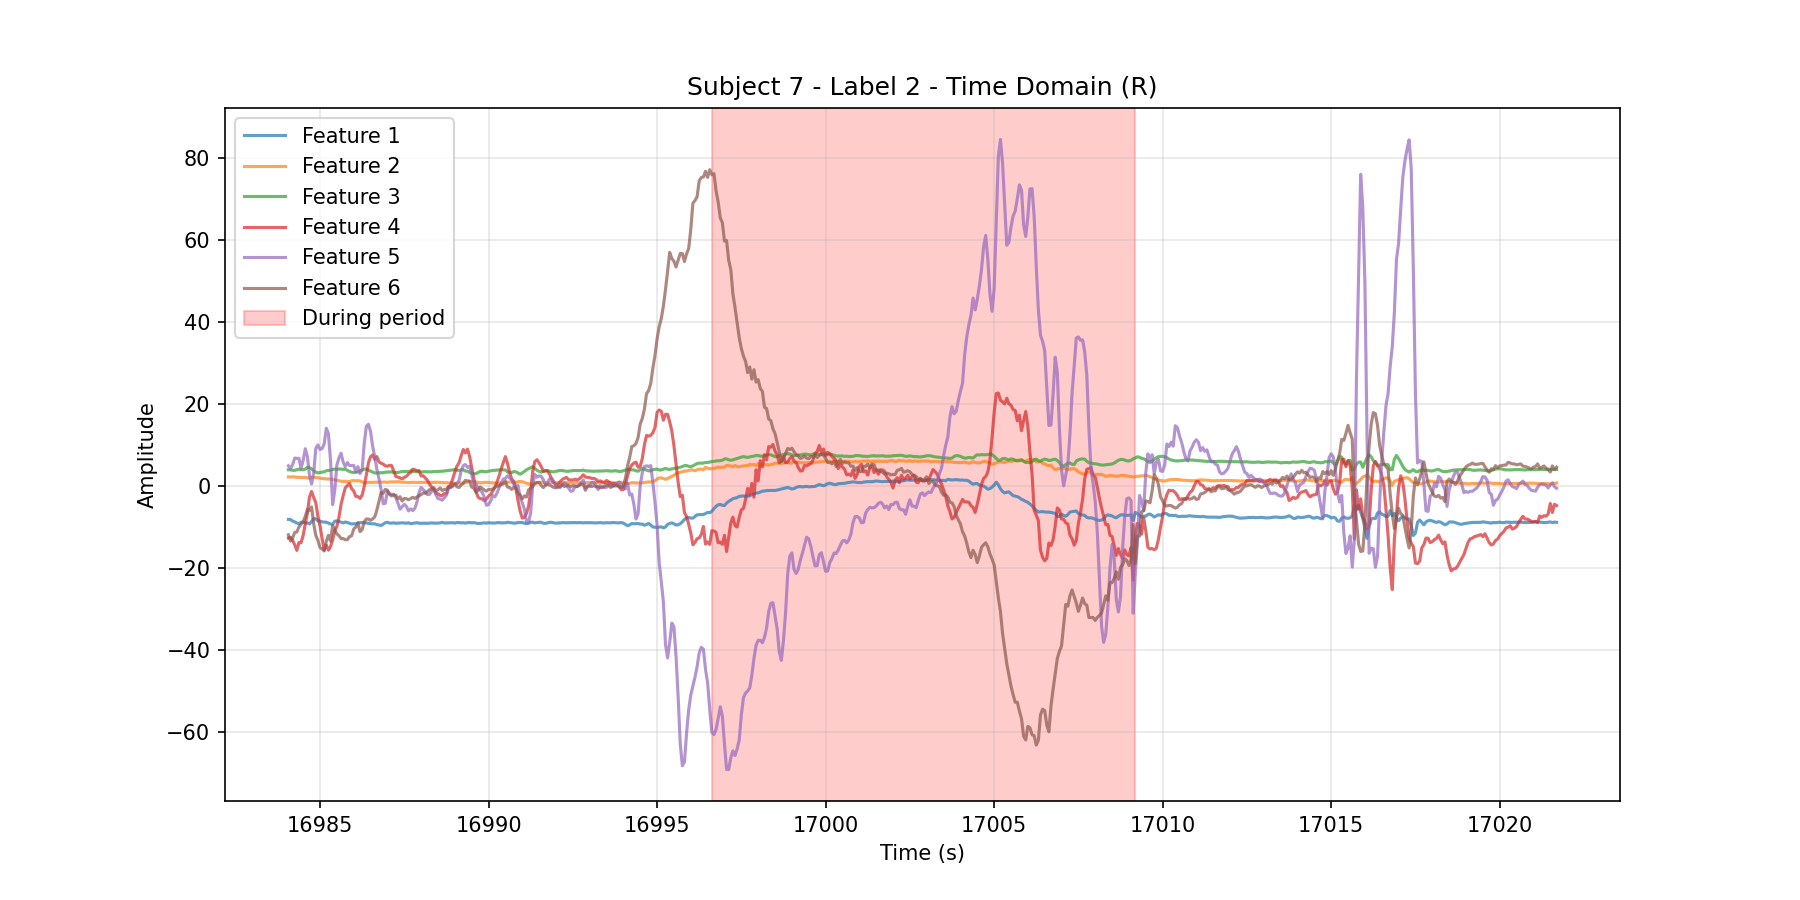 Subject 7 - Label 2 - Time Domain (R)
Feature 1
Feature 2
Feature 3
Feature 4
Feature 5
Feature 6
During period
80
60
40
20
0
−20
−40
−60
Amplitude
16985 16990 16995 17000 17005 17010 17015 17020
Time (s)